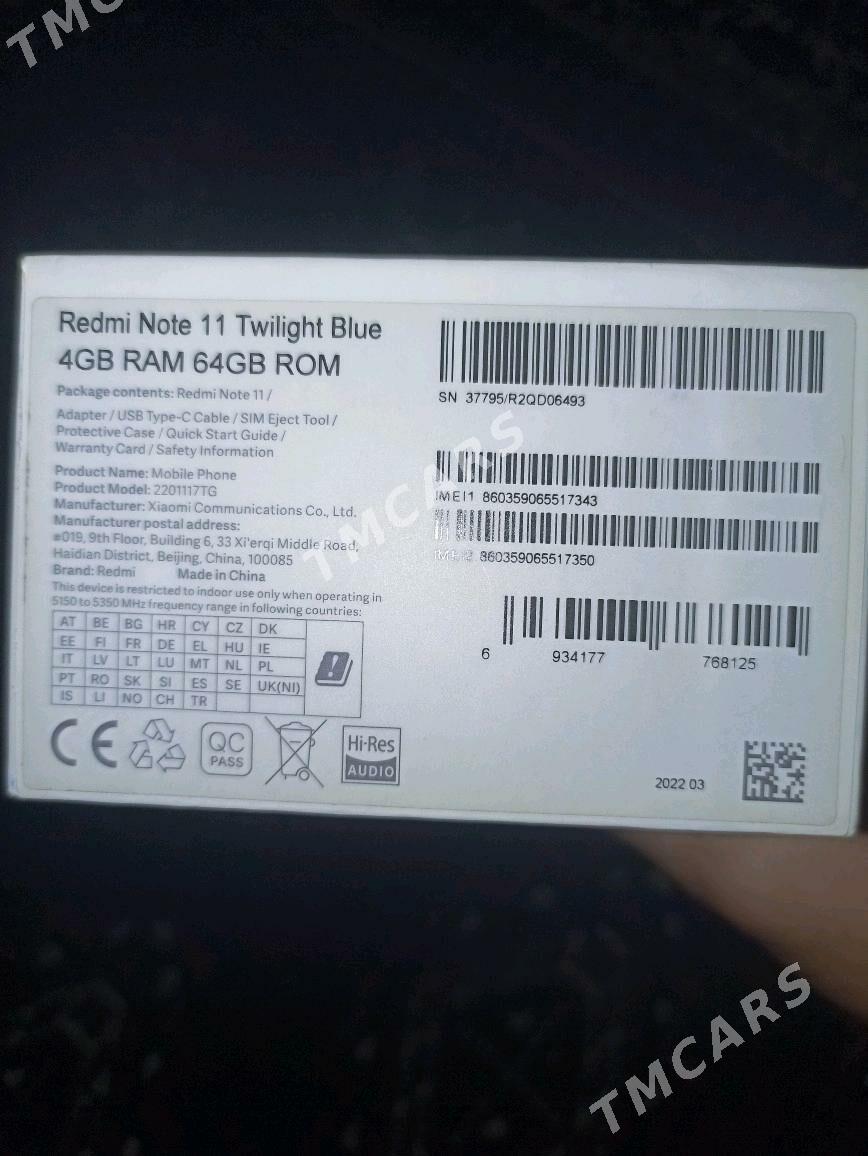 TMC
Redmi Note 11 Twilight Blue
4GB RAM 64GB ROM
Package contents: Redmi Note 11 /
Adapter / USB Type-C Cable / SIM Eject Tool /
Protective Case / Quick Start Guide /
Warranty Card / Safety Information
Product Name: Mobile Phone
Product Model: 2201117TG
Manufacturer: Xiaomi Communications Co., Ltd.
Manufacturer postal address:
#019, 9th Floor, Building 6, 33 Xi'erqi Middle Road,
Haidian District, Beijing, China, 100085
Brand: Redmi Made in China
This device is restricted to indoor use only when operating in
5150 to 5350 MHz frequency range in following countries:
AT BE BG HR CY CZ DK
EE FI FR DE EL HU IE
IT LV LT LU MT NL PL
PT RO SK SI ES SE UK(NI)
IS LI NO CH TR
CE
QC
PASS
Hi-Res
AUDIO
SN 37795/R2QD06493
IMEI1 860359065517343
IMEI2 860359065517350
6 934177 768125
2022 03
TMCARS
TMCARS